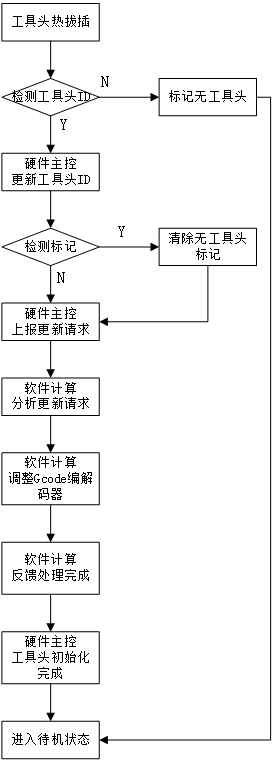 工具头热拔插
检测工具头ID
N
标记无工具头
Y
硬件主控
更新工具头ID
检测标记
Y
清除无工具头
标记
N
硬件主控
上报更新请求
软件计算
分析更新请求
软件计算
调整Gcode编解
码器
软件计算
反馈处理完成
硬件主控
工具头初始化
完成
进入待机状态